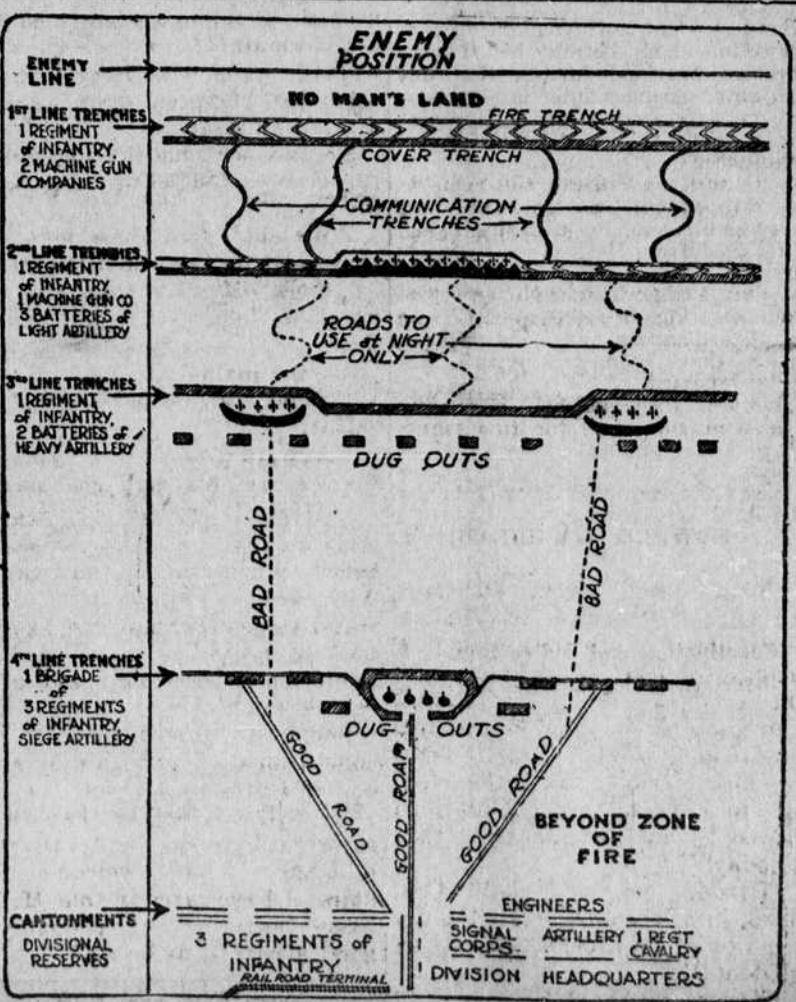 ENEMY
POSITION
ENEMY
LINE
NO MAN'S LAND
1ST LINE TRENCHES
1 REGIMENT
of INFANTRY,
2 MACHINE GUN
COMPANIES
FIRE TRENCH
COVER TRENCH
COMMUNICATION
TRENCHES
2ND LINE TRENCHES
1 REGIMENT
of INFANTRY,
1 MACHINE GUN CO
3 BATTERIES of
LIGHT ARTILLERY
ROADS TO
USE at NIGHT
ONLY
3RD LINE TRENCHES
1 REGIMENT
of INFANTRY,
2 BATTERIES of
HEAVY ARTILLERY
DUG OUTS
BAD ROAD
BAD ROAD
4TH LINE TRENCHES
1 BRIGADE
of
3 REGIMENTS
of INFANTRY,
SIEGE ARTILLERY
DUG OUTS
GOOD ROAD
GOOD ROAD
GOOD ROAD
BEYOND ZONE
OF
FIRE
CANTONMENTS
DIVISIONAL
RESERVES
3 REGIMENTS of
INFANTRY
RAILROAD TERMINAL
ENGINEERS
SIGNAL
CORPS
ARTILLERY
1 REGT
CAVALRY
DIVISION HEADQUARTERS